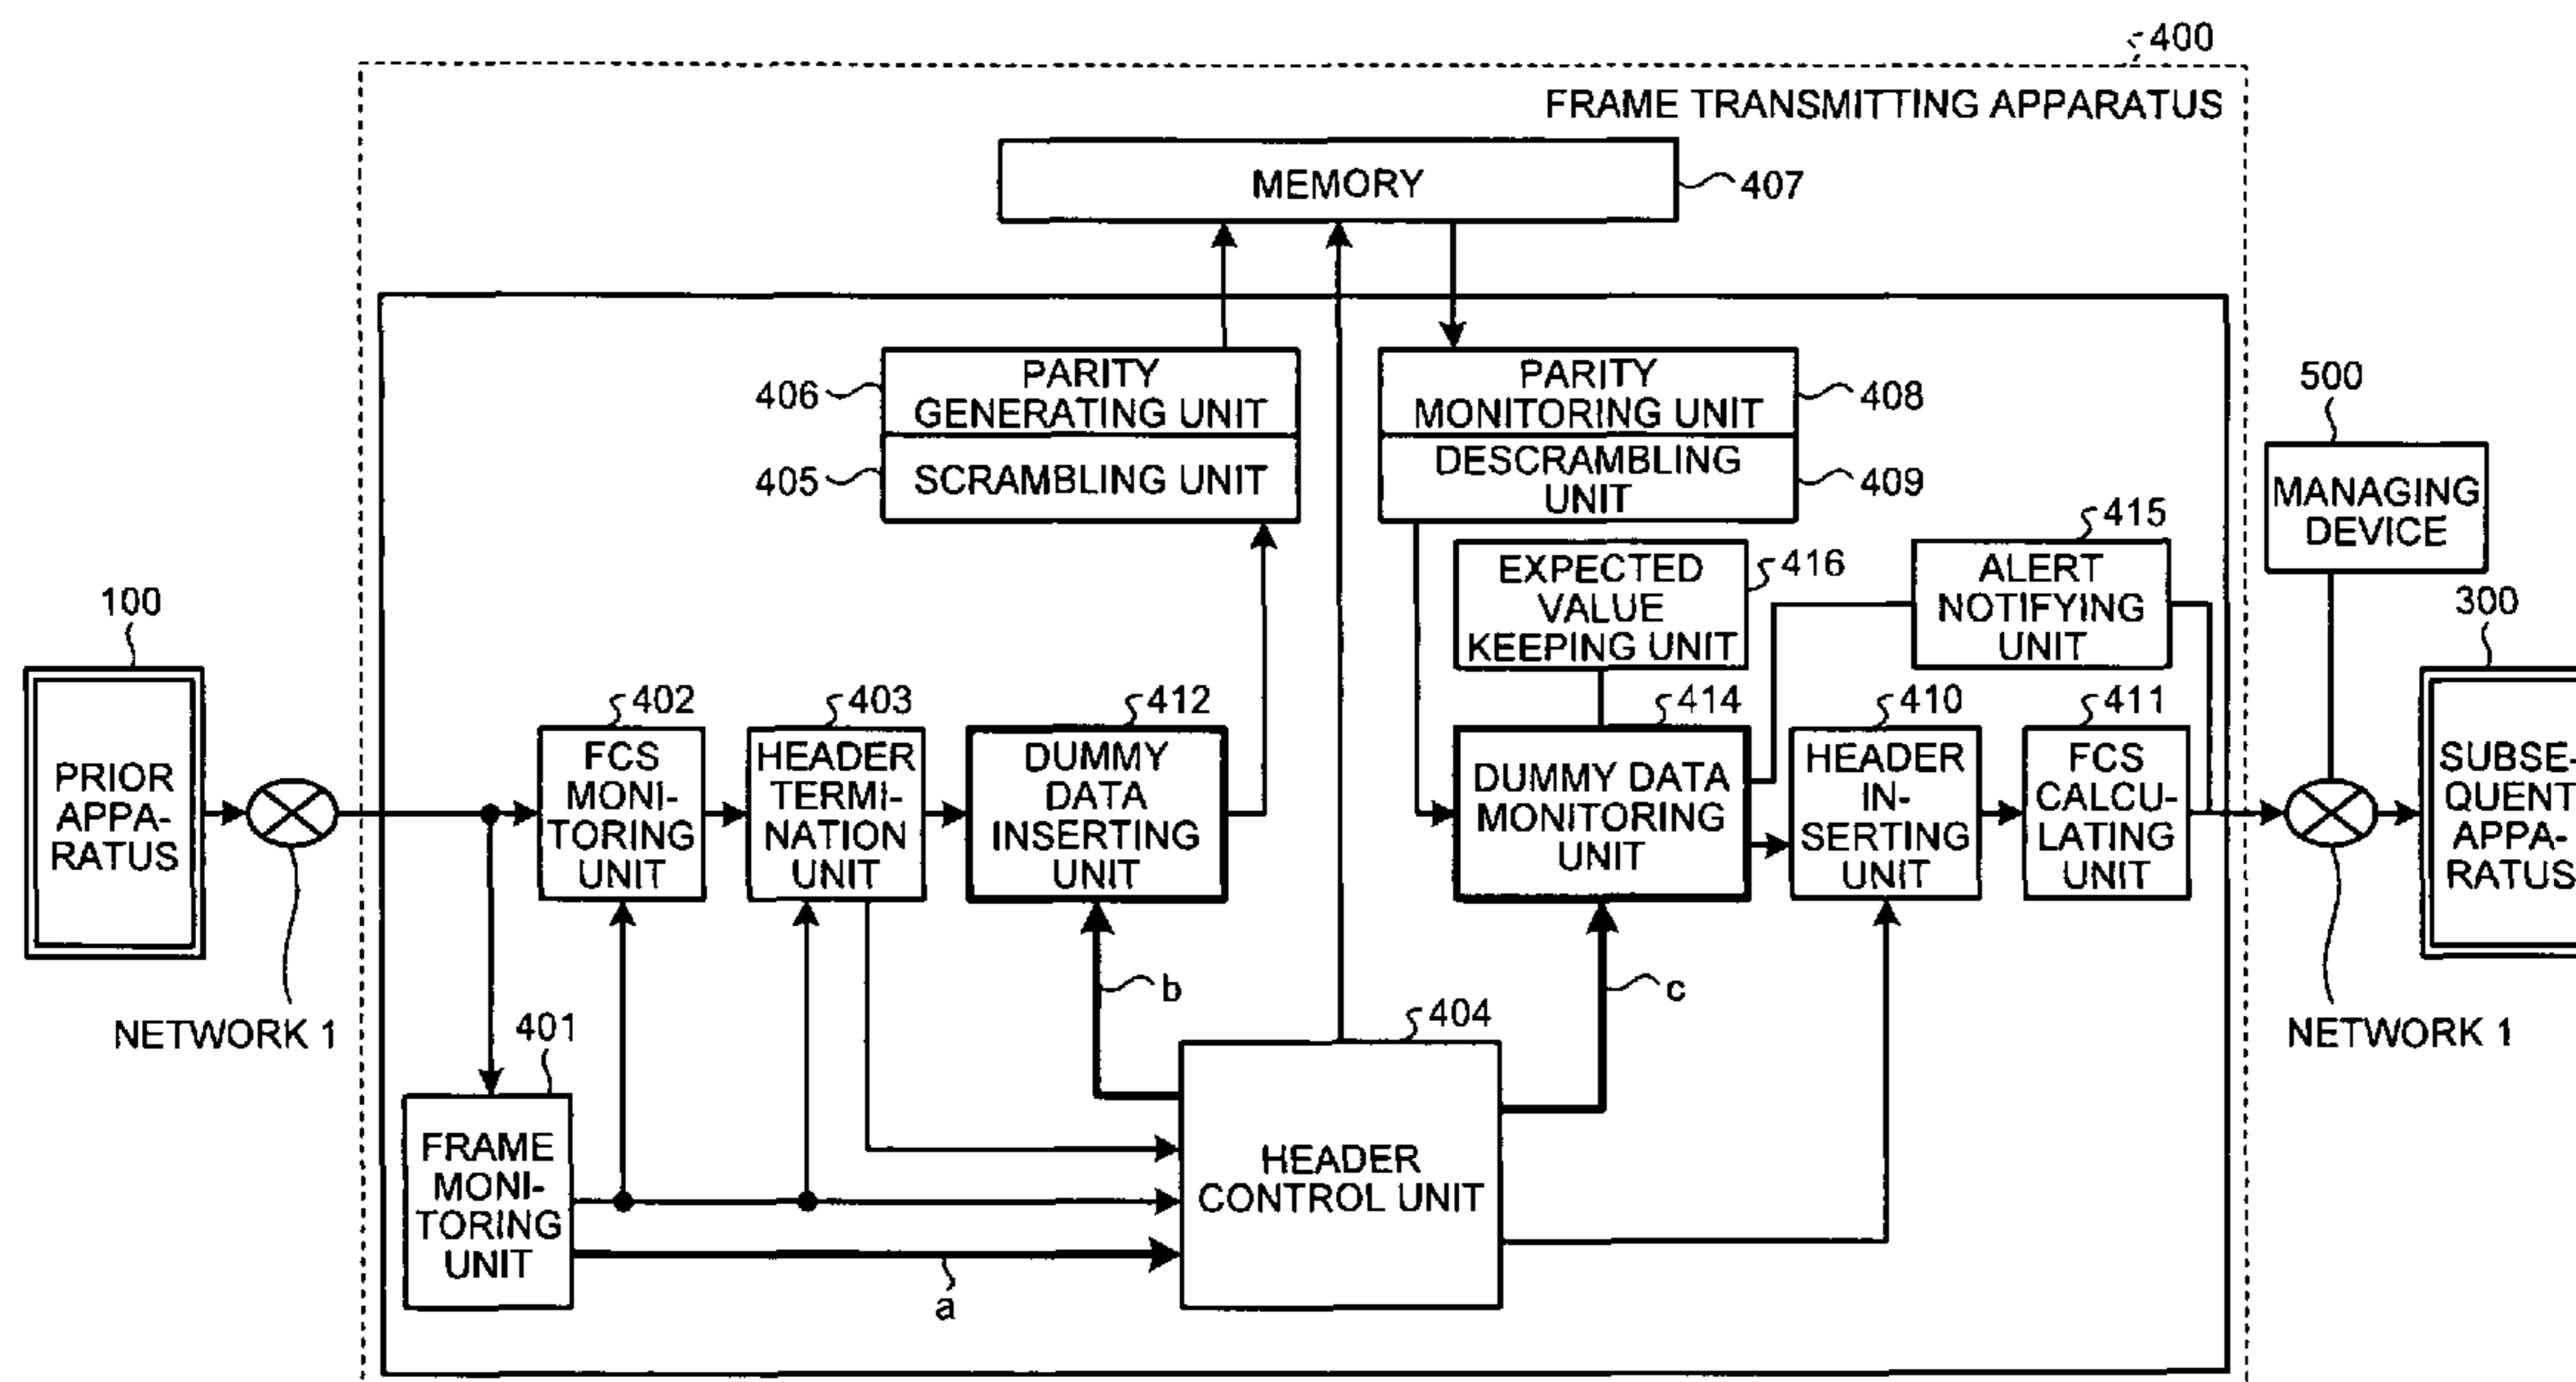 400
FRAME TRANSMITTING APPARATUS
MEMORY
407
406
PARITY
GENERATING UNIT
405
SCRAMBLING UNIT
PARITY
MONITORING UNIT
408
DESCRAMBLING
UNIT
409
500
MANAGING
DEVICE
415
ALERT
NOTIFYING
UNIT
EXPECTED
VALUE
KEEPING UNIT
416
100
PRIOR
APPA-
RATUS
NETWORK 1
402
FCS
MONI-
TORING
UNIT
403
HEADER
TERMI-
NATION
UNIT
412
DUMMY
DATA
INSERTING
UNIT
414
DUMMY DATA
MONITORING
UNIT
410
HEADER
IN-
SERTING
UNIT
411
FCS
CALCU-
LATING
UNIT
300
SUBSE-
QUENT
APPA-
RATUS
NETWORK 1
401
FRAME
MONI-
TORING
UNIT
a
b
c
404
HEADER
CONTROL UNIT